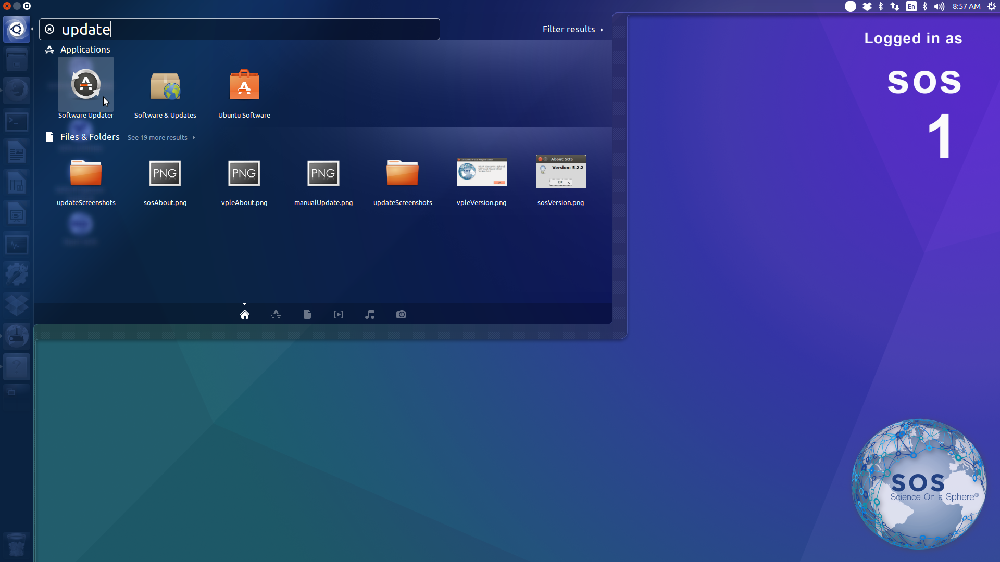 En
8:57 AM
update
Filter results
Applications
Software Updater
Software & Updates
Ubuntu Software
Files & Folders See 19 more results
PNG
PNG
PNG
About SOS
Version: 5.2.2
OK
updateScreenshots
sosAbout.png
vpleAbout.png
manualUpdate.png
updateScreenshots
vpleVersion.png
sosVersion.png
Logged in as
sos
1
SOS
Science On a Sphere®